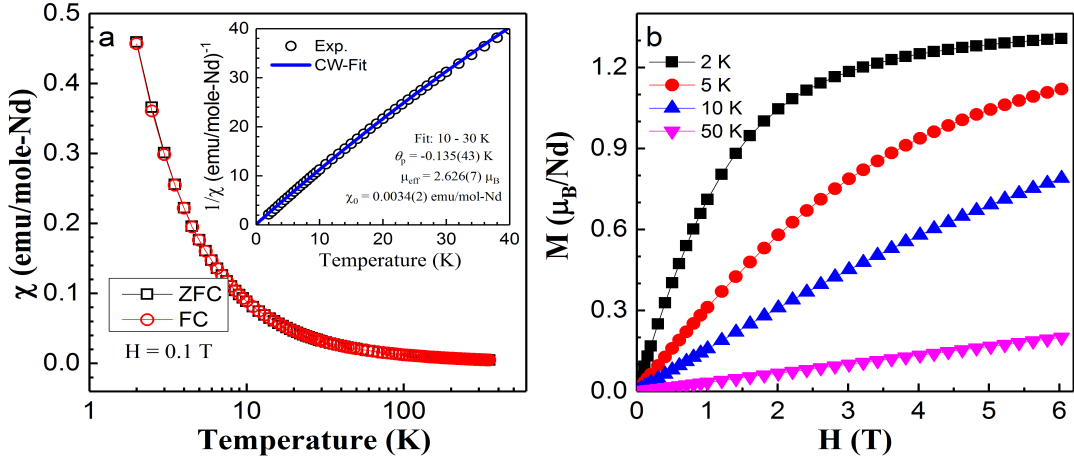 a
χ (emu/mole-Nd)
0.5
0.4
0.3
0.2
0.1
0.0
1
10
100
Temperature (K)
ZFC
FC
H = 0.1 T
1/χ (emu/mole-Nd)⁻¹
40
30
20
10
0
0
10
20
30
40
Temperature (K)
Exp.
CW-Fit
Fit: 10 - 30 K
θp = -0.135(43) K
μeff = 2.626(7) μB
χ0 = 0.0034(2) emu/mol-Nd
b
M (μB/Nd)
1.2
0.9
0.6
0.3
0.0
0
1
2
3
4
5
6
H (T)
2 K
5 K
10 K
50 K